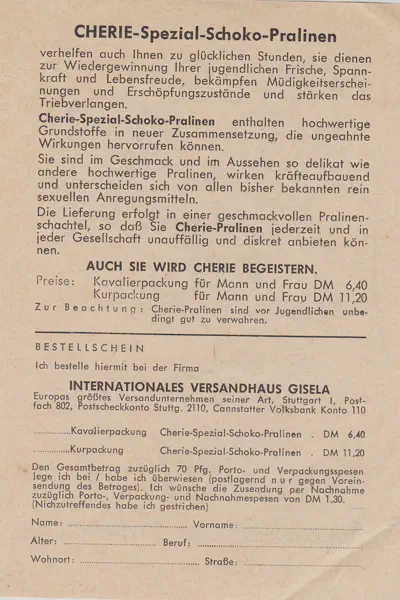 CHERIE-Spezial-Schoko-Pralinen
verhelfen auch Ihnen zu glücklichen Stunden, sie dienen
zur Wiedergewinnung Ihrer jugendlichen Frische, Spann-
kraft und Lebensfreude, bekämpfen Müdigkeitserschei-
nungen und Erschöpfungszustände und stärken das
Triebverlangen.
Cherie-Spezial-Schoko-Pralinen enthalten hochwertige
Grundstoffe in neuer Zusammensetzung, die ungeahnte
Wirkungen hervorrufen können.
Sie sind im Geschmack und im Aussehen so delikat wie
andere hochwertige Pralinen, wirken kräfteaufbauend
und unterscheiden sich von allen bisher bekannten rein
sexuellen Anregungsmitteln.
Die Lieferung erfolgt in einer geschmackvollen Pralinen-
schachtel, so daß Sie Cherie-Pralinen jederzeit und in
jeder Gesellschaft unauffällig und diskret anbieten kön-
nen.
AUCH SIE WIRD CHERIE BEGEISTERN.
Preise: Kavalierpackung für Mann und Frau DM 6,40
Kurpackung für Mann und Frau DM 11,20
Zur Beachtung: Cherie-Pralinen sind vor Jugendlichen unbe-
dingt gut zu verwahren.
BESTELLSCHEIN
Ich bestelle hiermit bei der Firma
INTERNATIONALES VERSANDHAUS GISELA
Europas größtes Versandunternehmen seiner Art, Stuttgart 1, Post-
fach 802, Postscheckkonto Stuttg. 2110, Cannstatter Volksbank Konto 110
............Kavalierpackung Cherie-Spezial-Schoko-Pralinen . DM 6,40
............Kurpackung Cherie-Spezial-Schoko-Pralinen . DM 11,20
Den Gesamtbetrag zuzüglich 70 Pfg. Porto- und Verpackungsspesen
lege ich bei / habe ich überwiesen (postlagernd nur gegen Vorein-
sendung des Betrages). Ich wünsche die Zusendung per Nachnahme
zuzüglich Porto-, Verpackung- und Nachnahmespesen von DM 1.30.
(Nichzutreffendes habe ich gestrichen)
Name: ........................ Vorname: ........................
Alter: ................ Beruf: ................................
Wohnort: .................... Straße: ........................